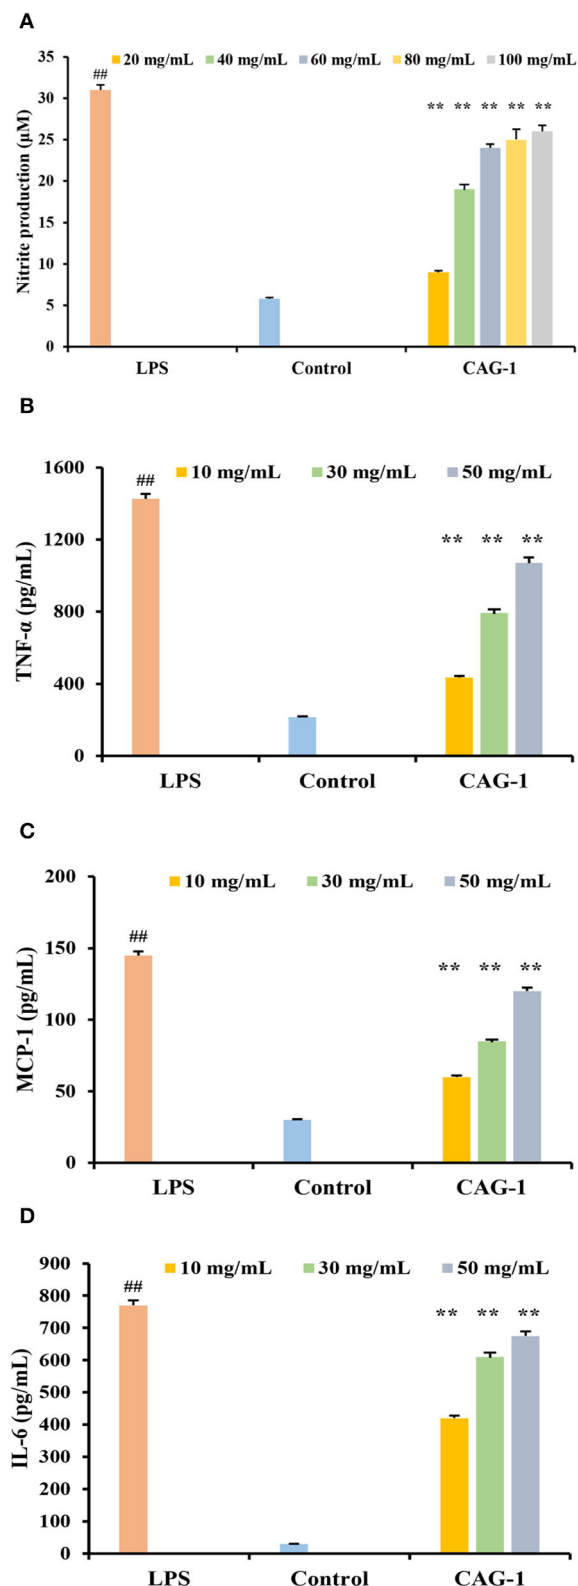 A
20 mg/mL 40 mg/mL 60 mg/mL 80 mg/mL 100 mg/mL
35
30
25
20
15
10
5
0
Nitrite production (µM)
##
** ** ** ** **
LPS Control CAG-1
B
10 mg/mL 30 mg/mL 50 mg/mL
1600
1200
800
400
0
TNF-α (pg/mL)
##
** ** **
LPS Control CAG-1
C
10 mg/mL 30 mg/mL 50 mg/mL
200
150
100
50
0
MCP-1 (pg/mL)
##
** ** **
LPS Control CAG-1
D
10 mg/mL 30 mg/mL 50 mg/mL
900
800
700
600
500
400
300
200
100
0
IL-6 (pg/mL)
##
** ** **
LPS Control CAG-1